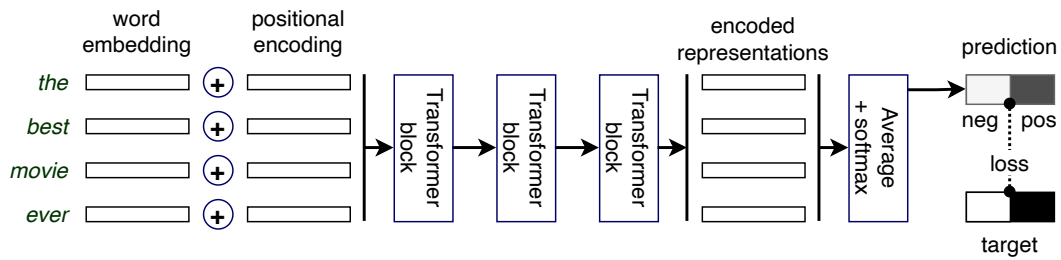 word
embedding
positional
encoding
encoded
representations
prediction
the
best
movie
ever
+
+
+
+
Transformer
block
Transformer
block
Transformer
block
Average
+ softmax
neg pos
loss
target